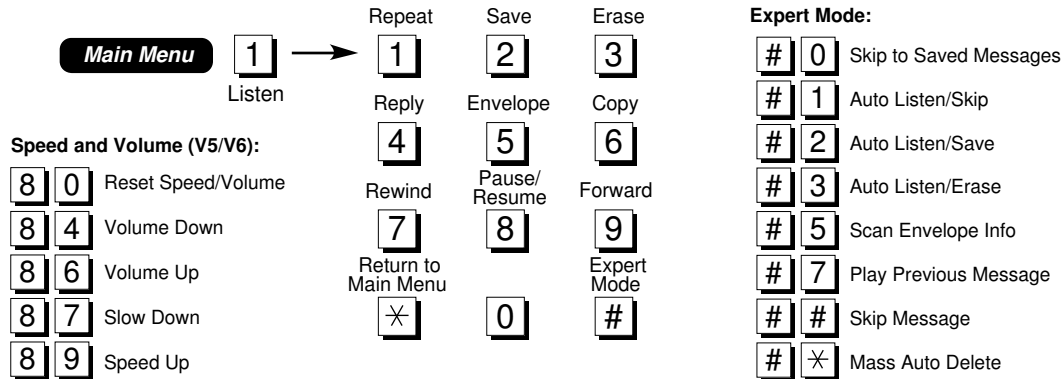 Main Menu 1
Listen
Speed and Volume (V5/V6):
8 0 Reset Speed/Volume
8 4 Volume Down
8 6 Volume Up
8 7 Slow Down
8 9 Speed Up
Repeat Save Erase
1 2 3
Reply Envelope Copy
4 5 6
Rewind Pause/ Forward
Resume
7 8 9
Return to Expert
Main Menu Mode
* 0 #
Expert Mode:
# 0 Skip to Saved Messages
# 1 Auto Listen/Skip
# 2 Auto Listen/Save
# 3 Auto Listen/Erase
# 5 Scan Envelope Info
# 7 Play Previous Message
# # Skip Message
# * Mass Auto Delete